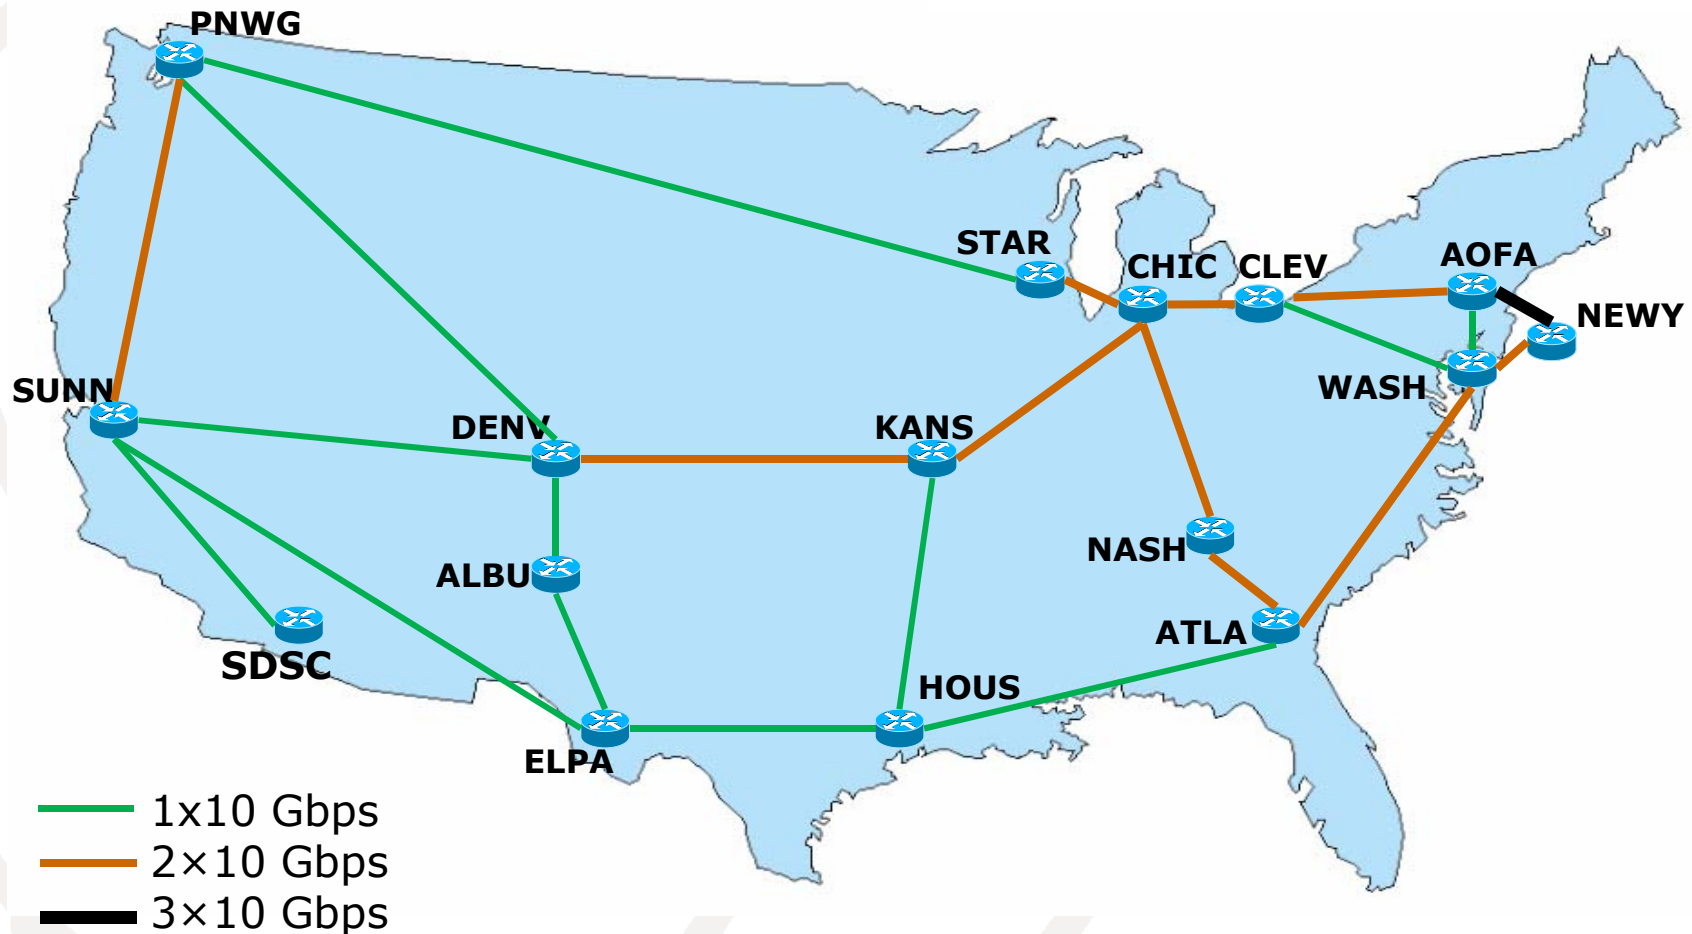 PNWG
STAR
CHIC
CLEV
AOFA
NEWY
WASH
SUNN
DENV
KANS
NASH
ALBU
ATLA
SDSC
HOUS
ELPA
1x10 Gbps
2×10 Gbps
3×10 Gbps